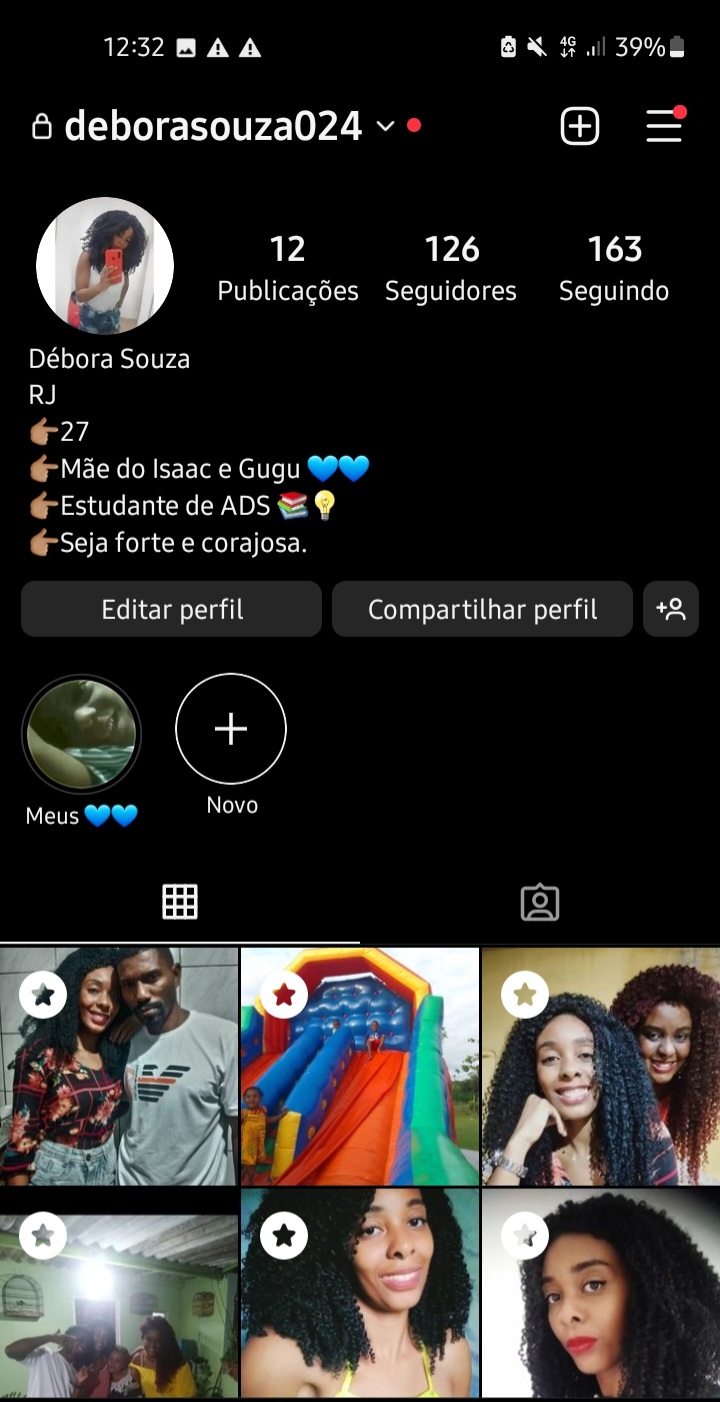 12:32
4G
39%
deborasouza024
12 126 163
Publicações Seguidores Seguindo
Débora Souza
RJ
👉🏽27
👉🏽Mãe do Isaac e Gugu 💙💙
👉🏽Estudante de ADS 📚💡
👉🏽Seja forte e corajosa.
Editar perfil Compartilhar perfil
Meus 💙💙 Novo